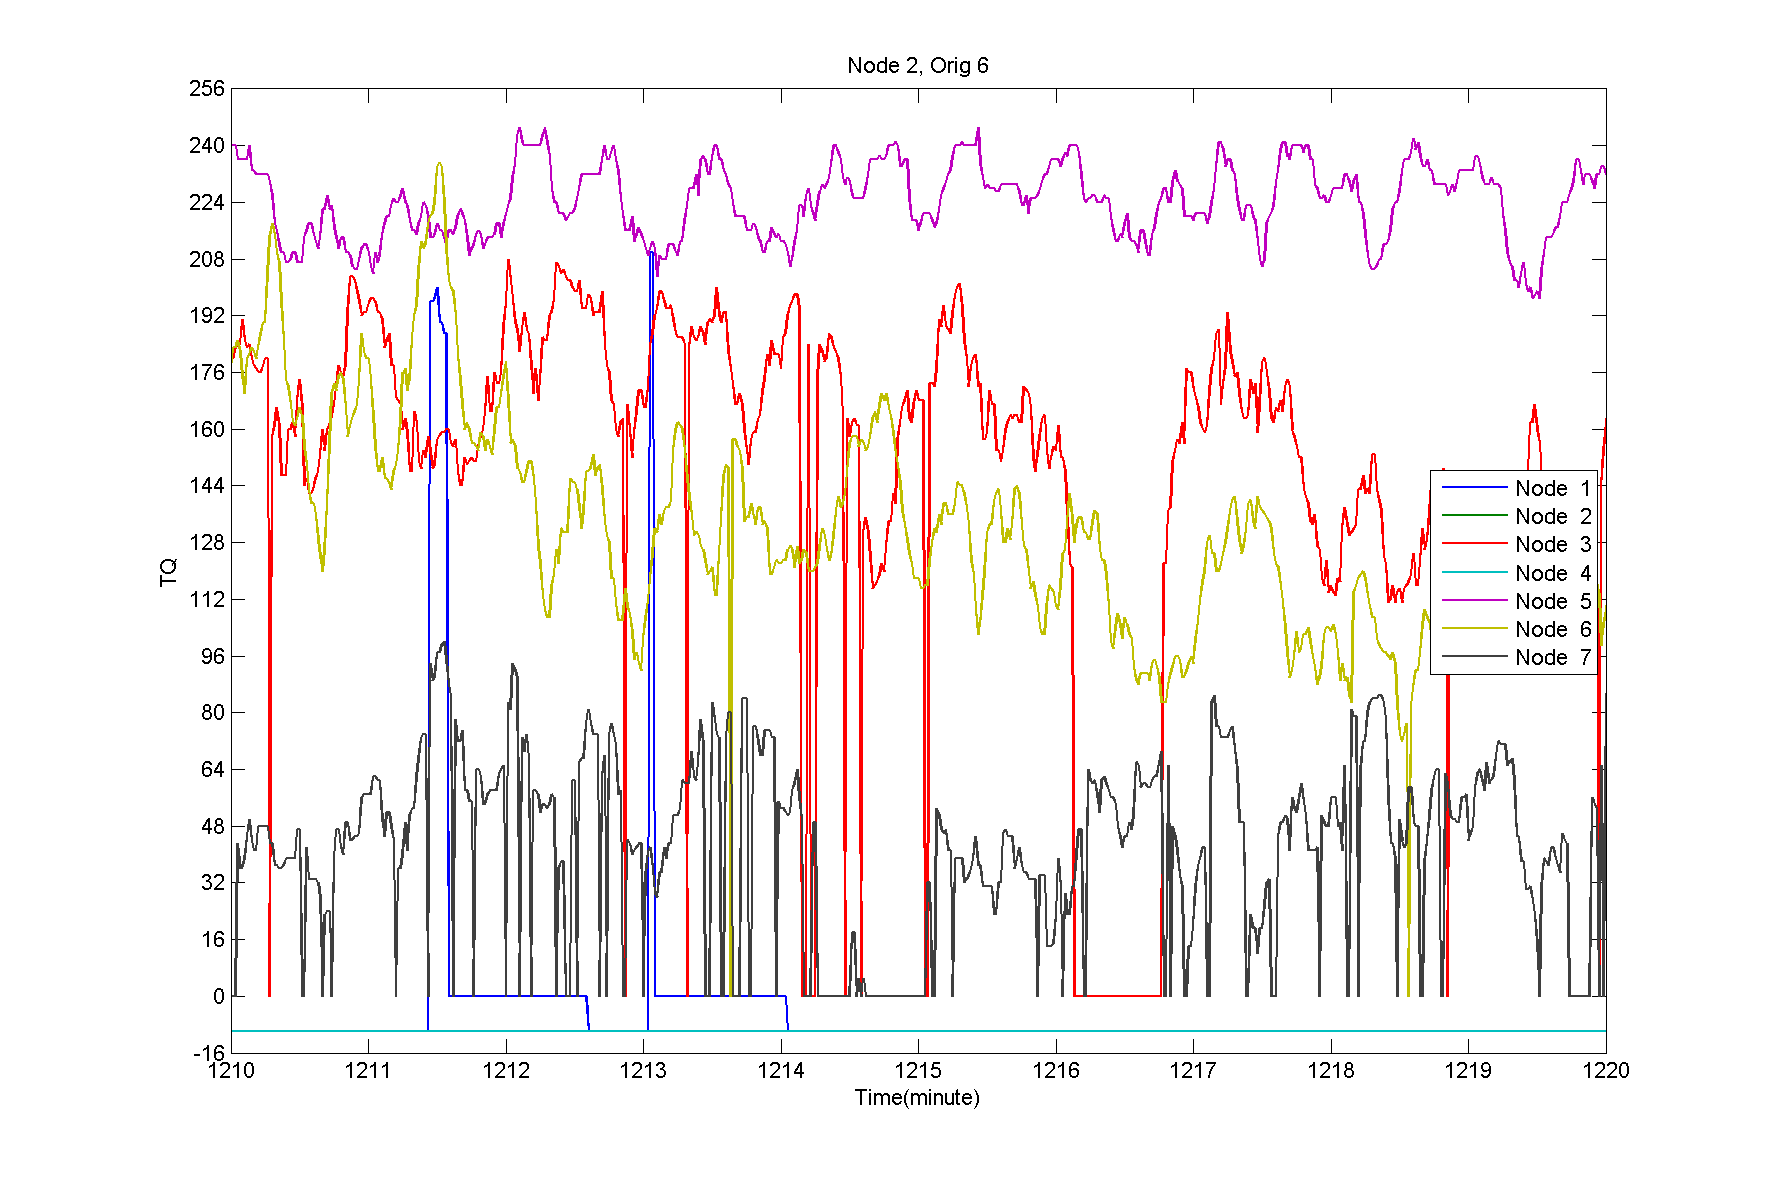 Node 2, Orig 6
256
240
224
208
192
176
160
144
128
112
96
80
64
48
32
16
0
-16
TQ
Node 1
Node 2
Node 3
Node 4
Node 5
Node 6
Node 7
1210 1211 1212 1213 1214 1215 1216 1217 1218 1219 1220
Time(minute)